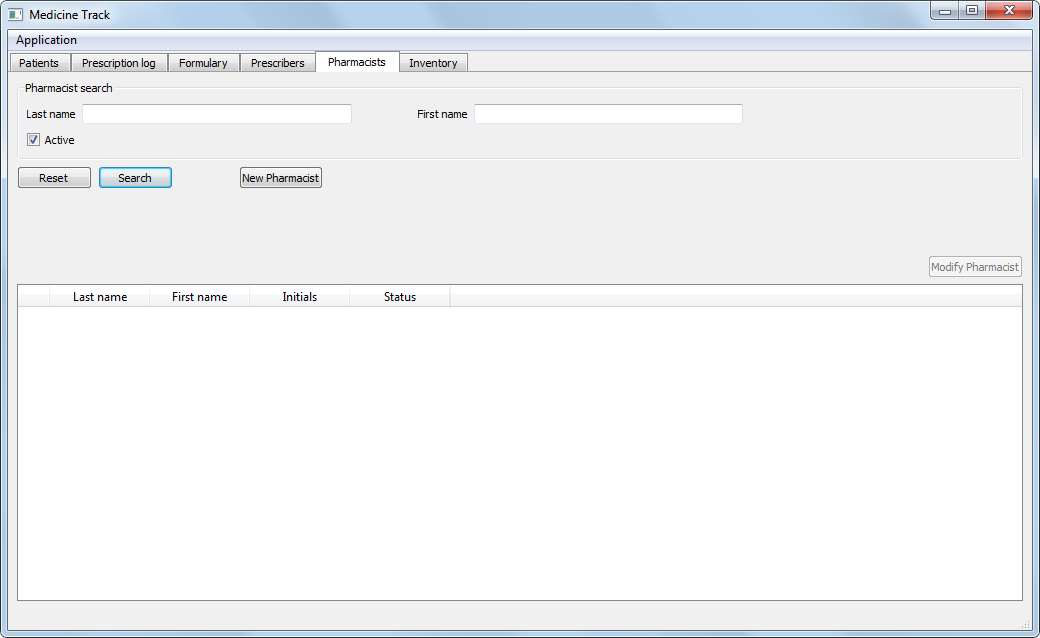 Medicine Track
Application
Patients Prescription log Formulary Prescribers Pharmacists Inventory
Pharmacist search
Last name First name
Active
Reset Search New Pharmacist
Modify Pharmacist
Last name First name Initials Status